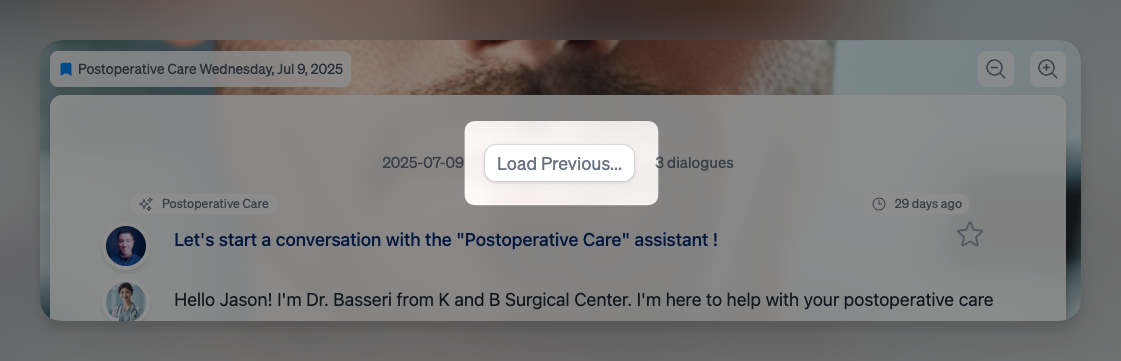 Postoperative Care Wednesday, Jul 9, 2025
2025-07-09 Load Previous... 3 dialogues
Postoperative Care 29 days ago
Let's start a conversation with the "Postoperative Care" assistant !
Hello Jason! I'm Dr. Basseri from K and B Surgical Center. I'm here to help with your postoperative care